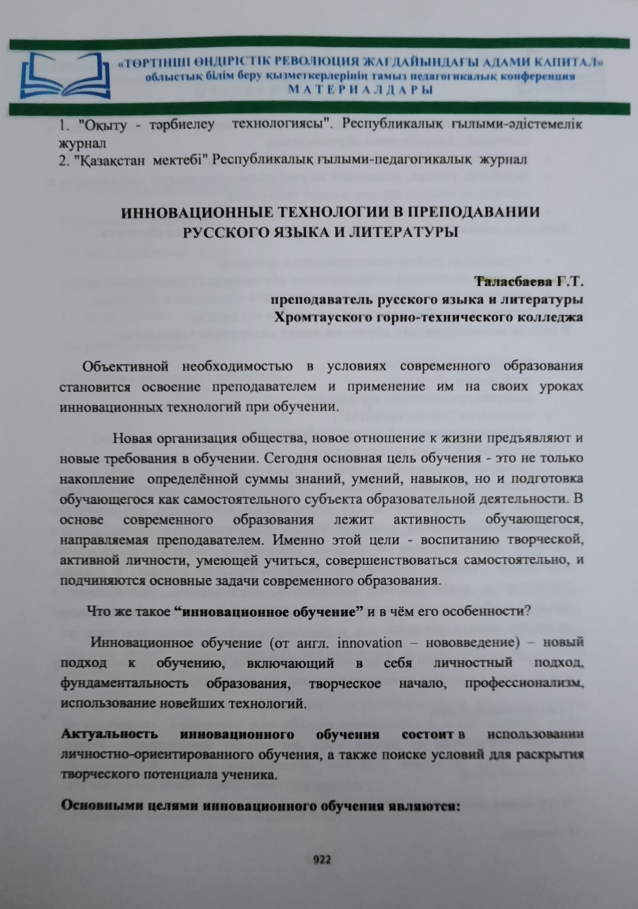 «ТӨРТІНШІ ӨНДІРІСТІК РЕВОЛЮЦИЯ ЖАҒДАЙЫНДАҒЫ АДАМИ КАПИТАЛ»
облыстық білім беру қызметкерлерінің тамыз педагогикалық конференция
МАТЕРИАЛДАРЫ
1. "Оқыту - тәрбиелеу технологиясы". Республикалық ғылыми-әдістемелік
журнал
2. "Қазақстан мектебі" Республикалық ғылыми-педагогикалық журнал
ИННОВАЦИОННЫЕ ТЕХНОЛОГИИ В ПРЕПОДАВАНИИ
РУССКОГО ЯЗЫКА И ЛИТЕРАТУРЫ
Таласбаева Г.Т.
преподаватель русского языка и литературы
Хромтауского горно-технического колледжа
Объективной необходимостью в условиях современного образования
становится освоение преподавателем и применение им на своих уроках
инновационных технологий при обучении.
Новая организация общества, новое отношение к жизни предъявляют и
новые требования в обучении. Сегодня основная цель обучения - это не только
накопление определённой суммы знаний, умений, навыков, но и подготовка
обучающегося как самостоятельного субъекта образовательной деятельности. В
основе современного образования лежит активность обучающегося,
направляемая преподавателем. Именно этой цели - воспитанию творческой,
активной личности, умеющей учиться, совершенствоваться самостоятельно, и
подчиняются основные задачи современного образования.
Что же такое “инновационное обучение” и в чём его особенности?
Инновационное обучение (от англ. innovation – нововведение) – новый
подход к обучению, включающий в себя личностный подход,
фундаментальность образования, творческое начало, профессионализм,
использование новейших технологий.
Актуальность инновационного обучения состоит в использовании
личностно-ориентированного обучения, а также поиске условий для раскрытия
творческого потенциала ученика.
Основными целями инновационного обучения являются:
922